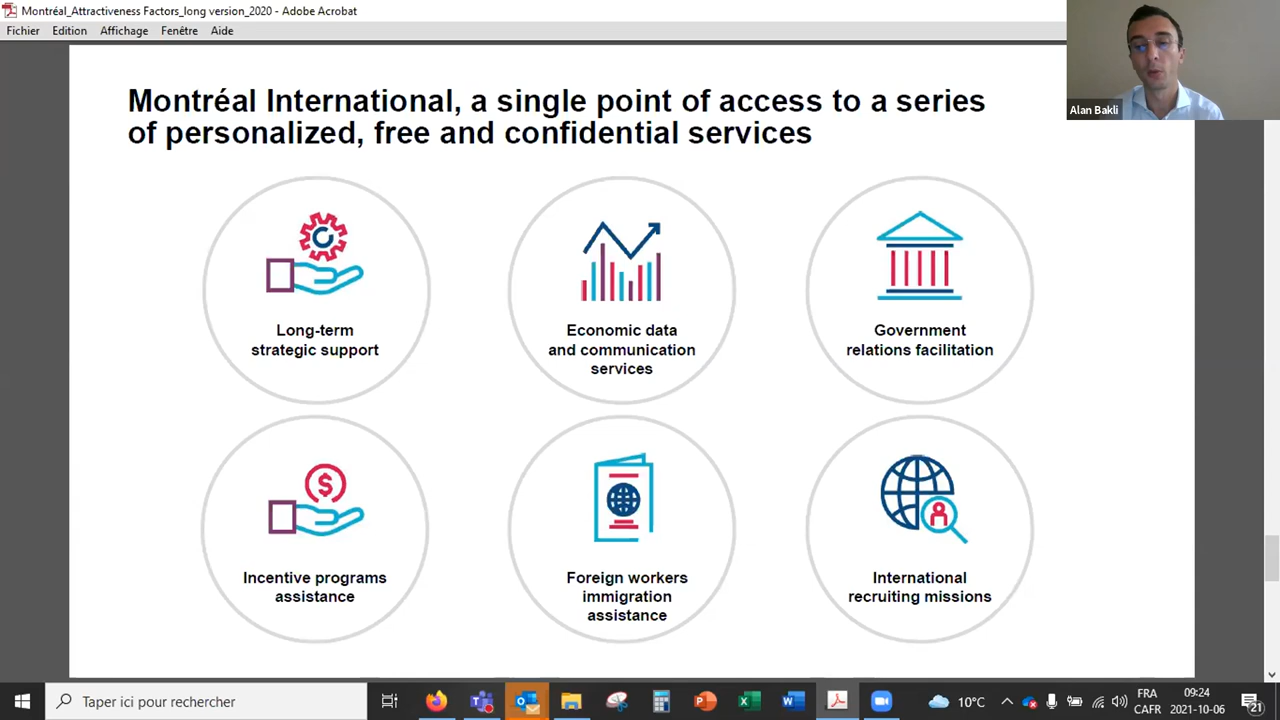 Montréal_Attractiveness Factors_long version_2020 - Adobe Acrobat
Fichier Edition Affichage Fenêtre Aide
Alan Bakli
Montréal International, a single point of access to a series
of personalized, free and confidential services
Long-term
strategic support
Economic data
and communication
services
Government
relations facilitation
$
Incentive programs
assistance
Foreign workers
immigration
assistance
International
recruiting missions
Taper ici pour rechercher
10°C
FRA
CAFR
09:24
2021-10-06
21